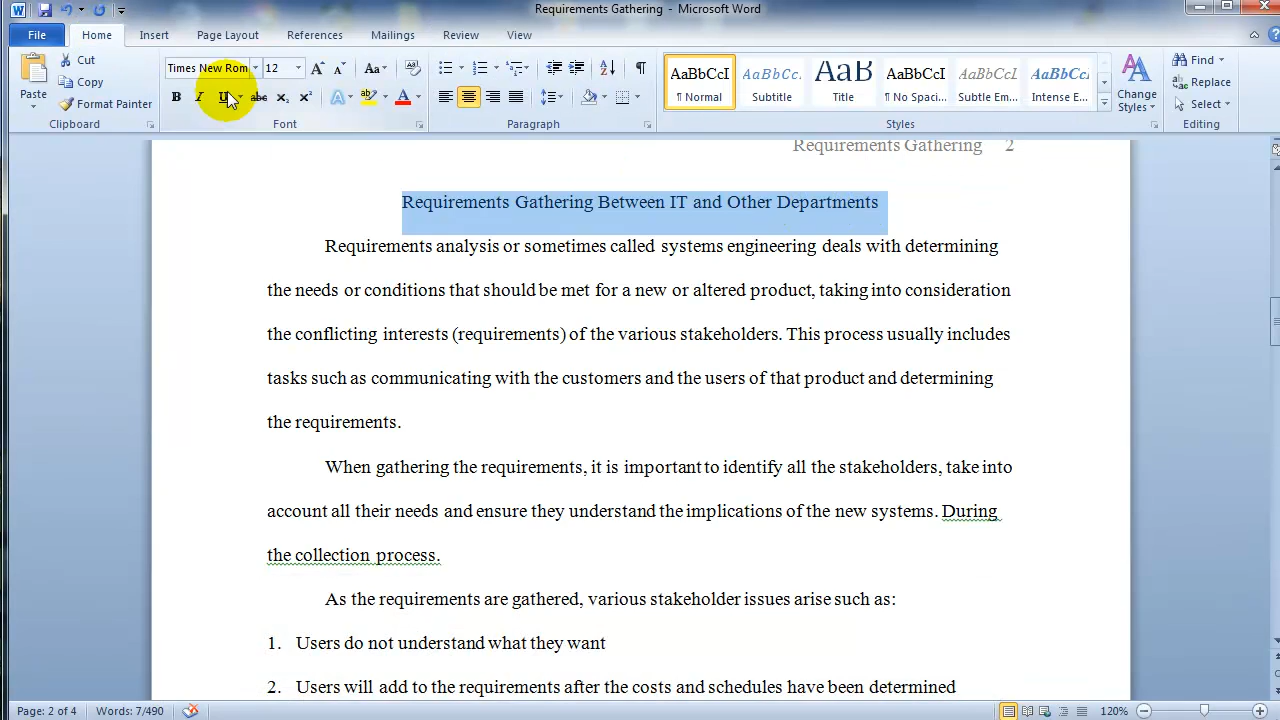 Requirements Gathering - Microsoft Word
File Home Insert Page Layout References Mailings Review View
Cut
Copy
Format Painter
Paste
Clipboard
Times New Rom 12
Font
Paragraph
AaBbCcI AaBbCc. AaB AaBbCcI AaBbCcI AaBbCcI
¶ Normal Subtitle Title ¶ No Spaci... Subtle Em... Intense E...
Change
Styles
Styles
Find
Replace
Select
Editing
Requirements Gathering 2
Requirements Gathering Between IT and Other Departments
Requirements analysis or sometimes called systems engineering deals with determining
the needs or conditions that should be met for a new or altered product, taking into consideration
the conflicting interests (requirements) of the various stakeholders. This process usually includes
tasks such as communicating with the customers and the users of that product and determining
the requirements.
When gathering the requirements, it is important to identify all the stakeholders, take into
account all their needs and ensure they understand the implications of the new systems. During
the collection process.
As the requirements are gathered, various stakeholder issues arise such as:
1. Users do not understand what they want
2. Users will add to the requirements after the costs and schedules have been determined
Page: 2 of 4 Words: 7/490 120%